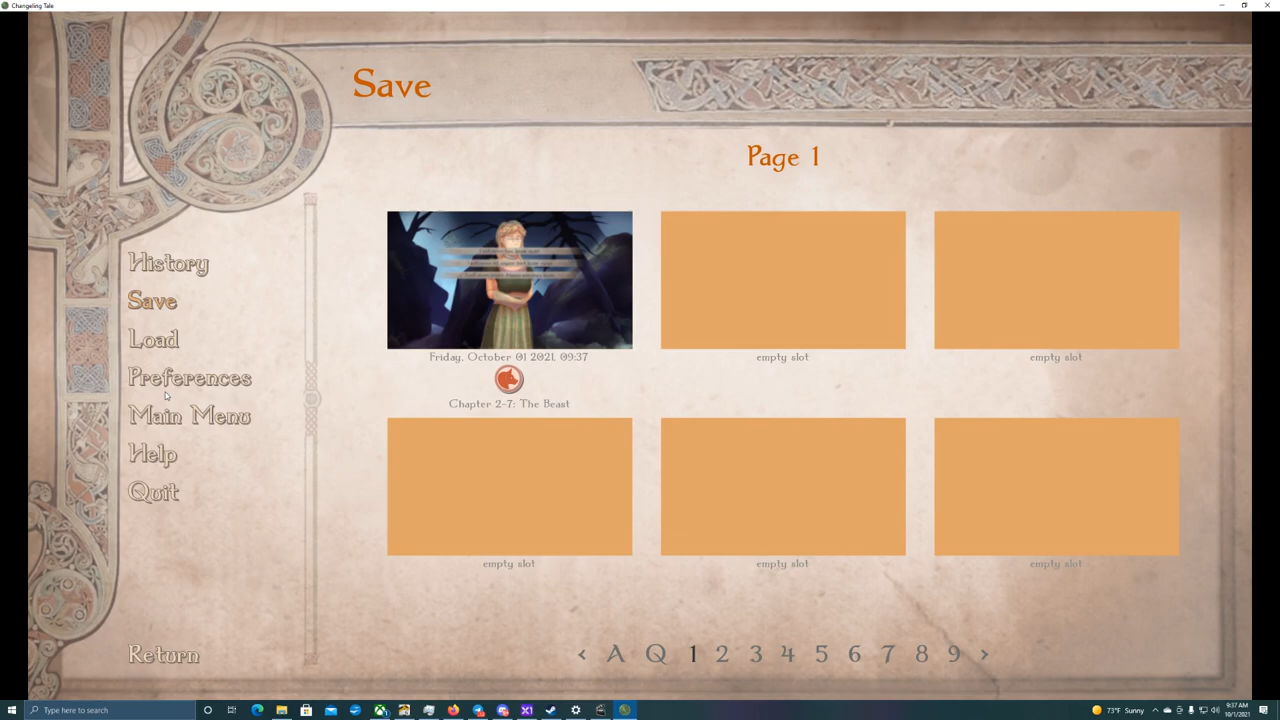 Changeling Tale
Save
Page 1
History
Save
Load
Preferences
Main Menu
Help
Quit
Return
Friday, October 01 2021, 09:37
Chapter 2-7: The Beast
empty slot
empty slot
empty slot
empty slot
empty slot
< A Q 1 2 3 4 5 6 7 8 9 >
Type here to search
73°F Sunny
9:37 AM
10/1/2021